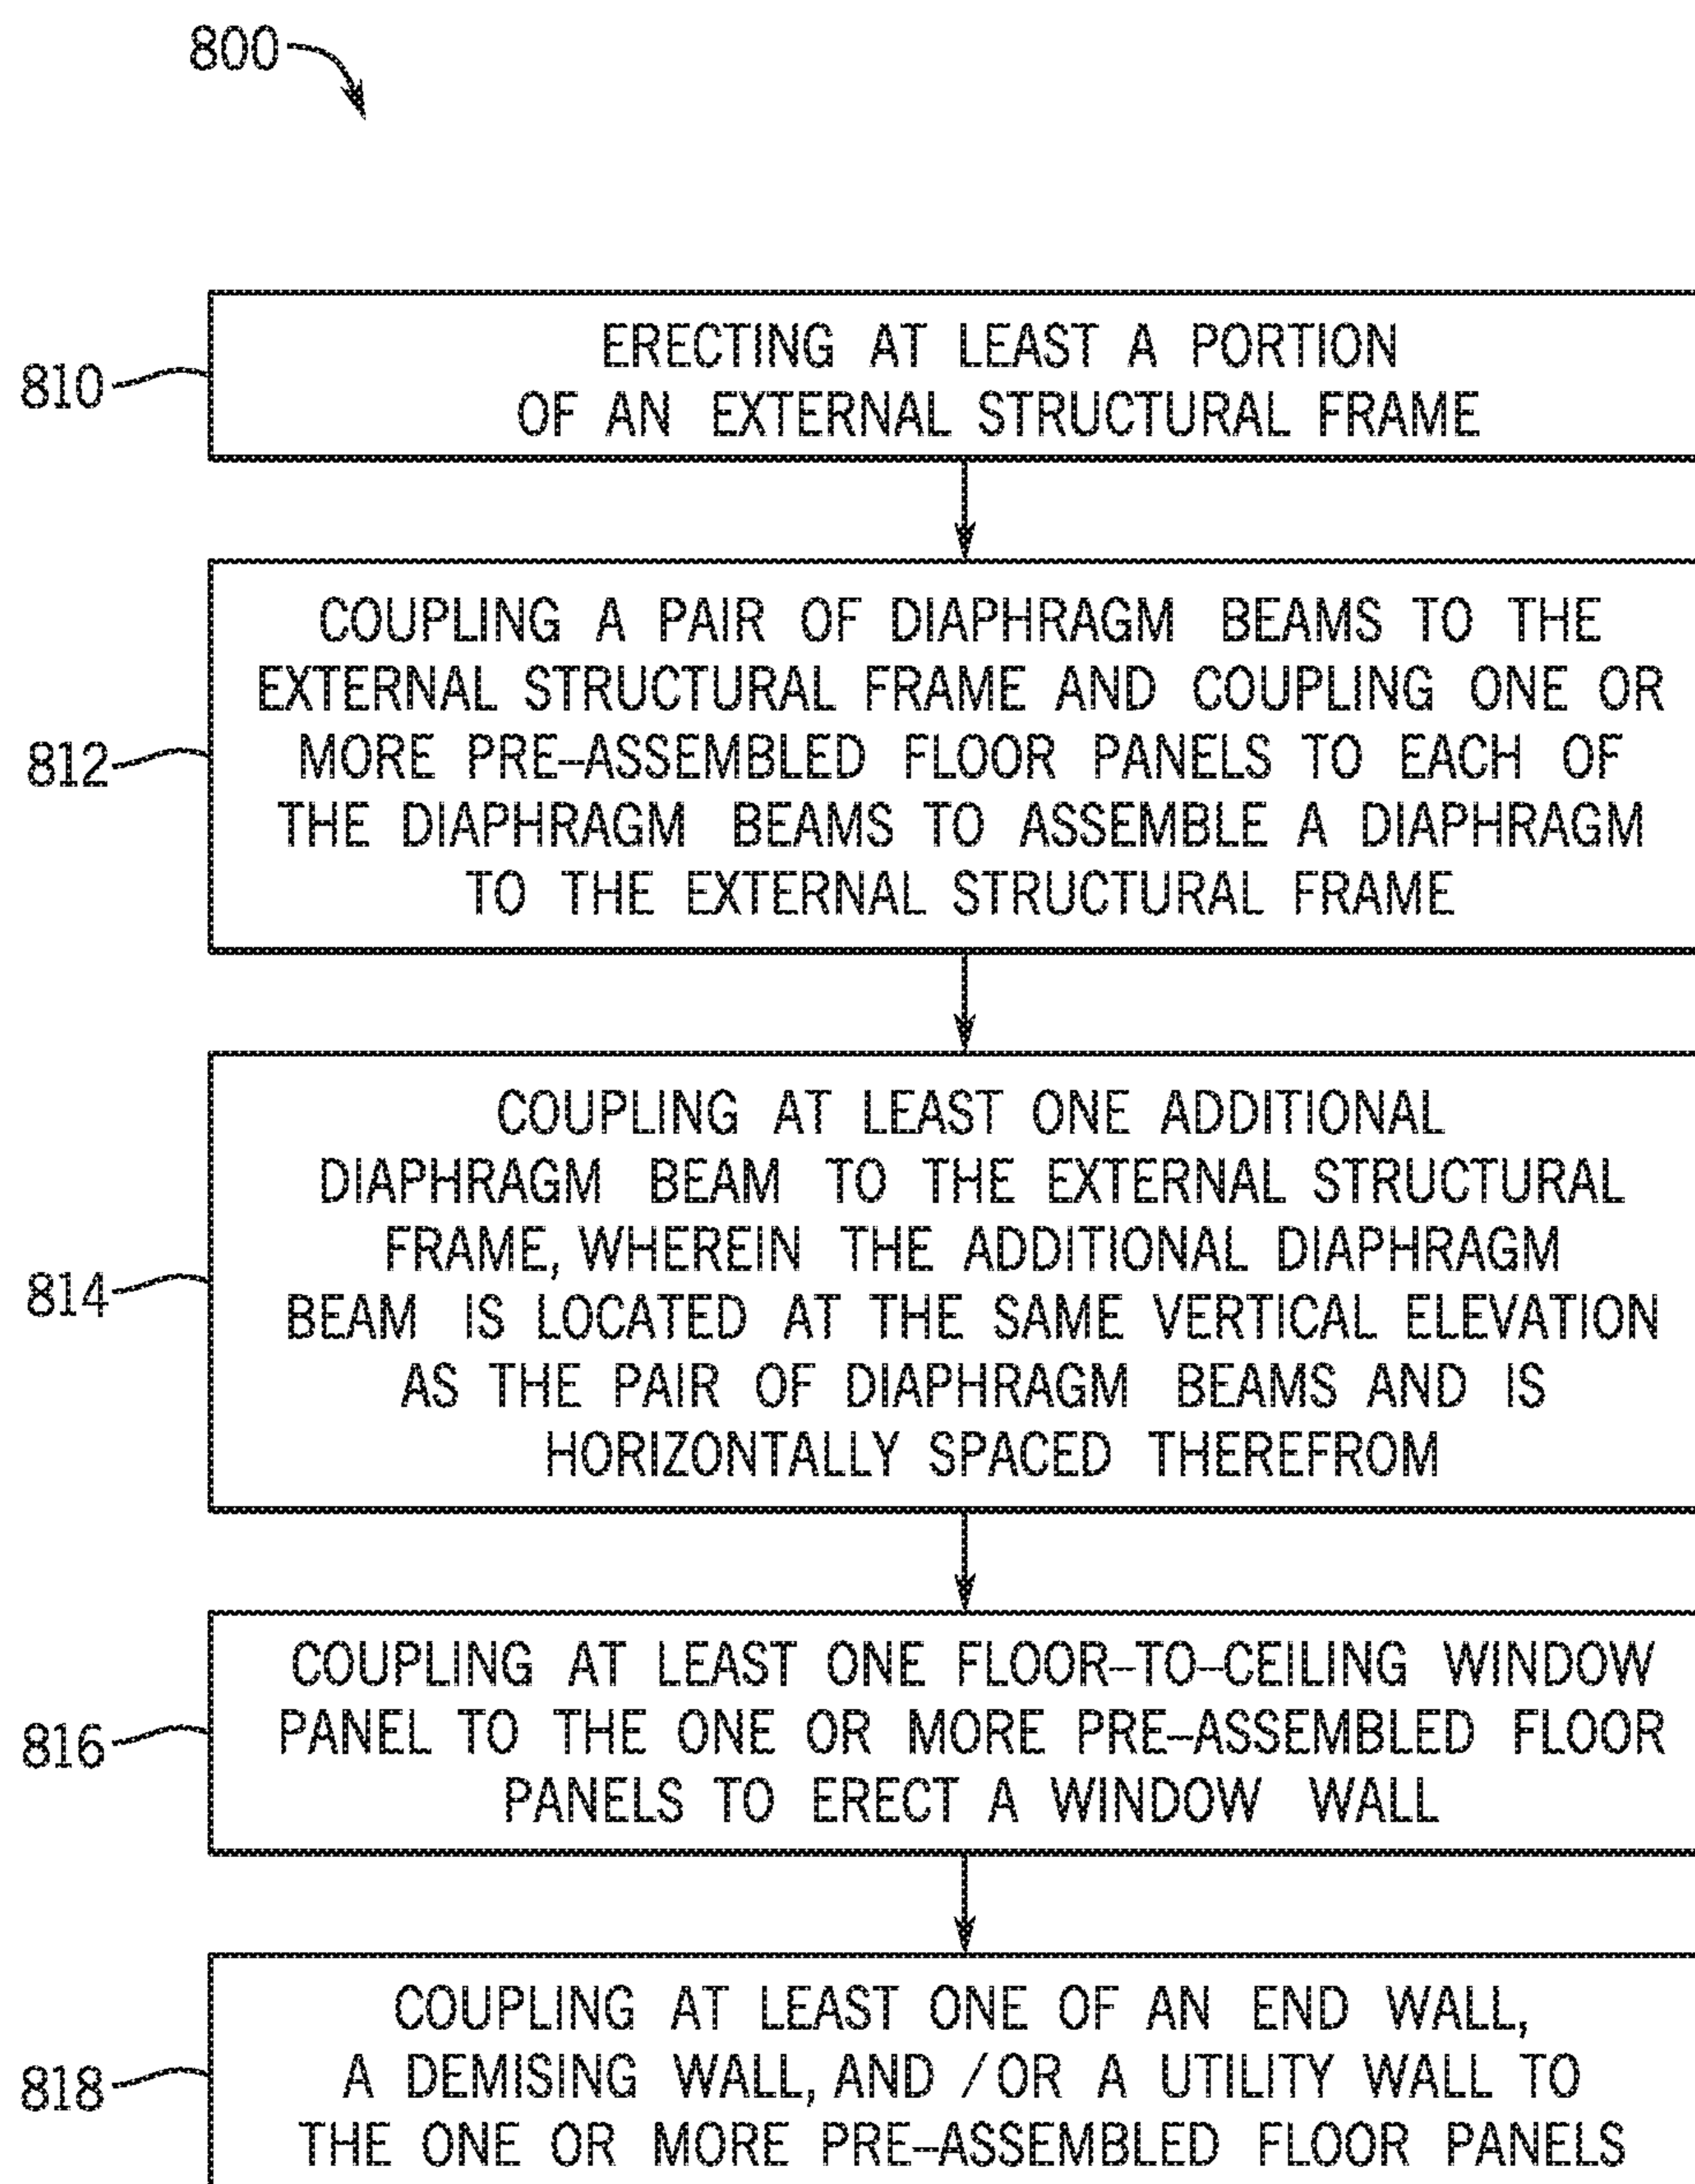 800
810
ERECTING AT LEAST A PORTION
OF AN EXTERNAL STRUCTURAL FRAME
812
COUPLING A PAIR OF DIAPHRAGM BEAMS TO THE
EXTERNAL STRUCTURAL FRAME AND COUPLING ONE OR
MORE PRE-ASSEMBLED FLOOR PANELS TO EACH OF
THE DIAPHRAGM BEAMS TO ASSEMBLE A DIAPHRAGM
TO THE EXTERNAL STRUCTURAL FRAME
814
COUPLING AT LEAST ONE ADDITIONAL
DIAPHRAGM BEAM TO THE EXTERNAL STRUCTURAL
FRAME, WHEREIN THE ADDITIONAL DIAPHRAGM
BEAM IS LOCATED AT THE SAME VERTICAL ELEVATION
AS THE PAIR OF DIAPHRAGM BEAMS AND IS
HORIZONTALLY SPACED THEREFROM
816
COUPLING AT LEAST ONE FLOOR-TO-CEILING WINDOW
PANEL TO THE ONE OR MORE PRE-ASSEMBLED FLOOR
PANELS TO ERECT A WINDOW WALL
818
COUPLING AT LEAST ONE OF AN END WALL,
A DEMISING WALL, AND /OR A UTILITY WALL TO
THE ONE OR MORE PRE-ASSEMBLED FLOOR PANELS